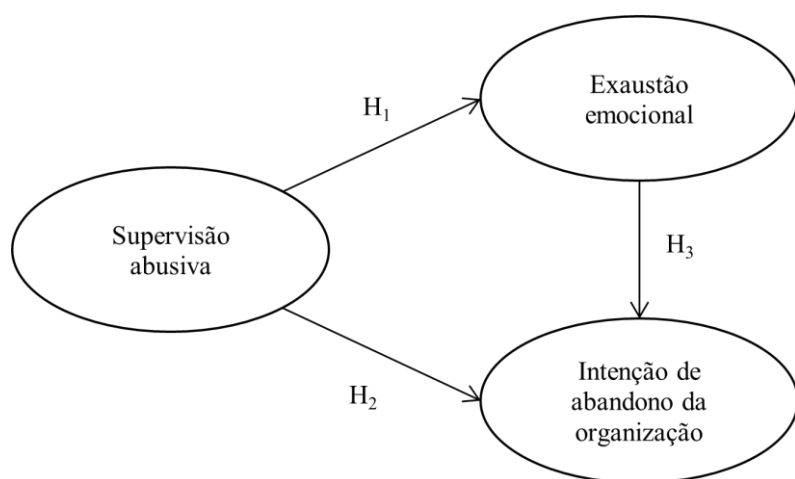 Exaustão
emocional
H₁
Supervisão
abusiva
H₃
H₂
Intenção de
abandono da
organização